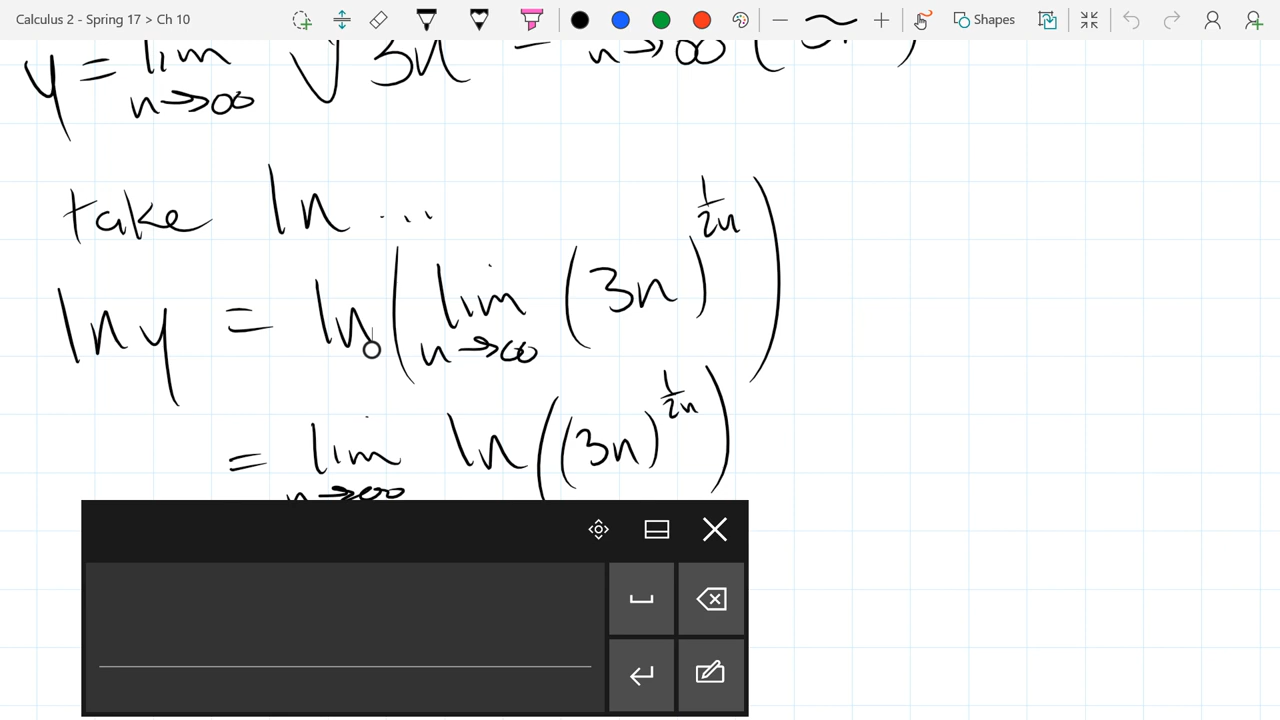 Calculus 2 - Spring 17 > Ch 10
Shapes
y = lim n→∞ √3n = n→∞ (
take ln ...
ln y = ln( lim n→∞ (3n)^(1/2n) )
= lim n→∞ ln((3n)^(1/2n))